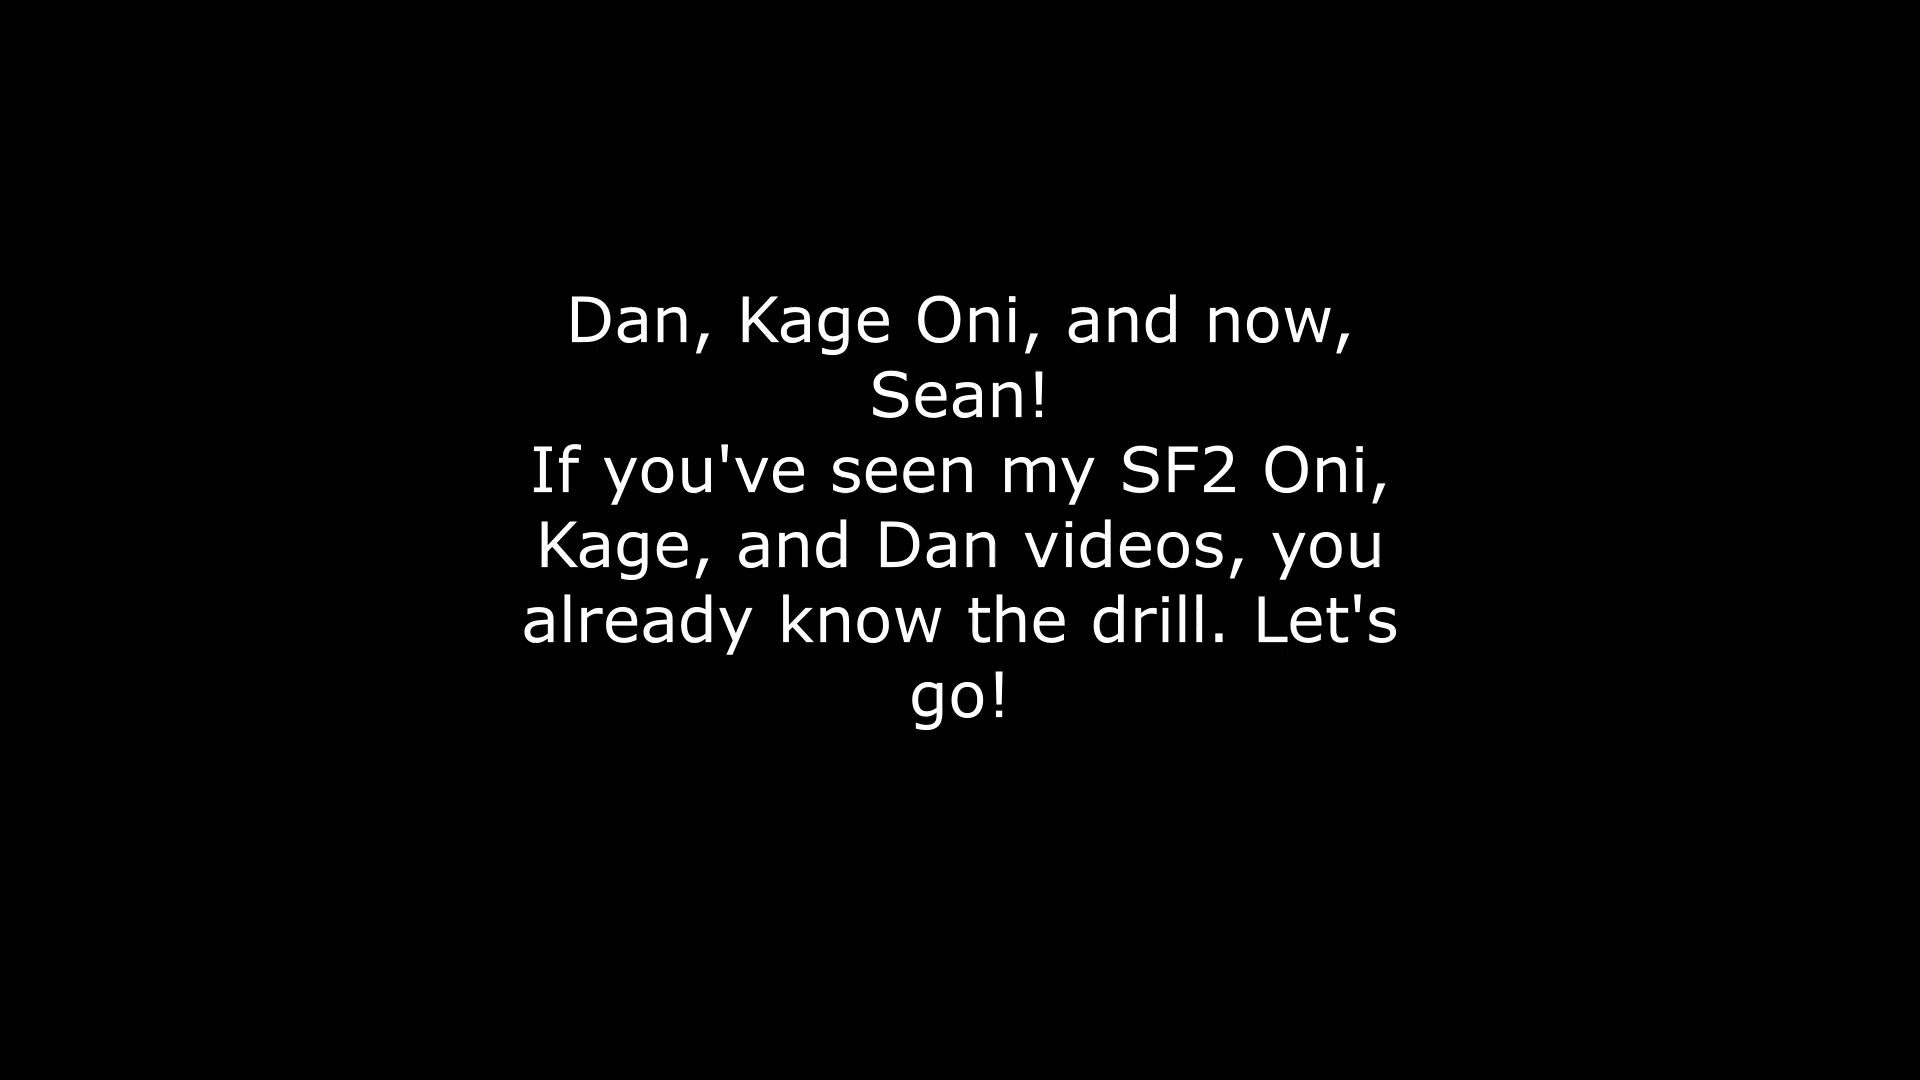 Dan, Kage Oni, and now,
Sean!
If you've seen my SF2 Oni,
Kage, and Dan videos, you
already know the drill. Let's
go!